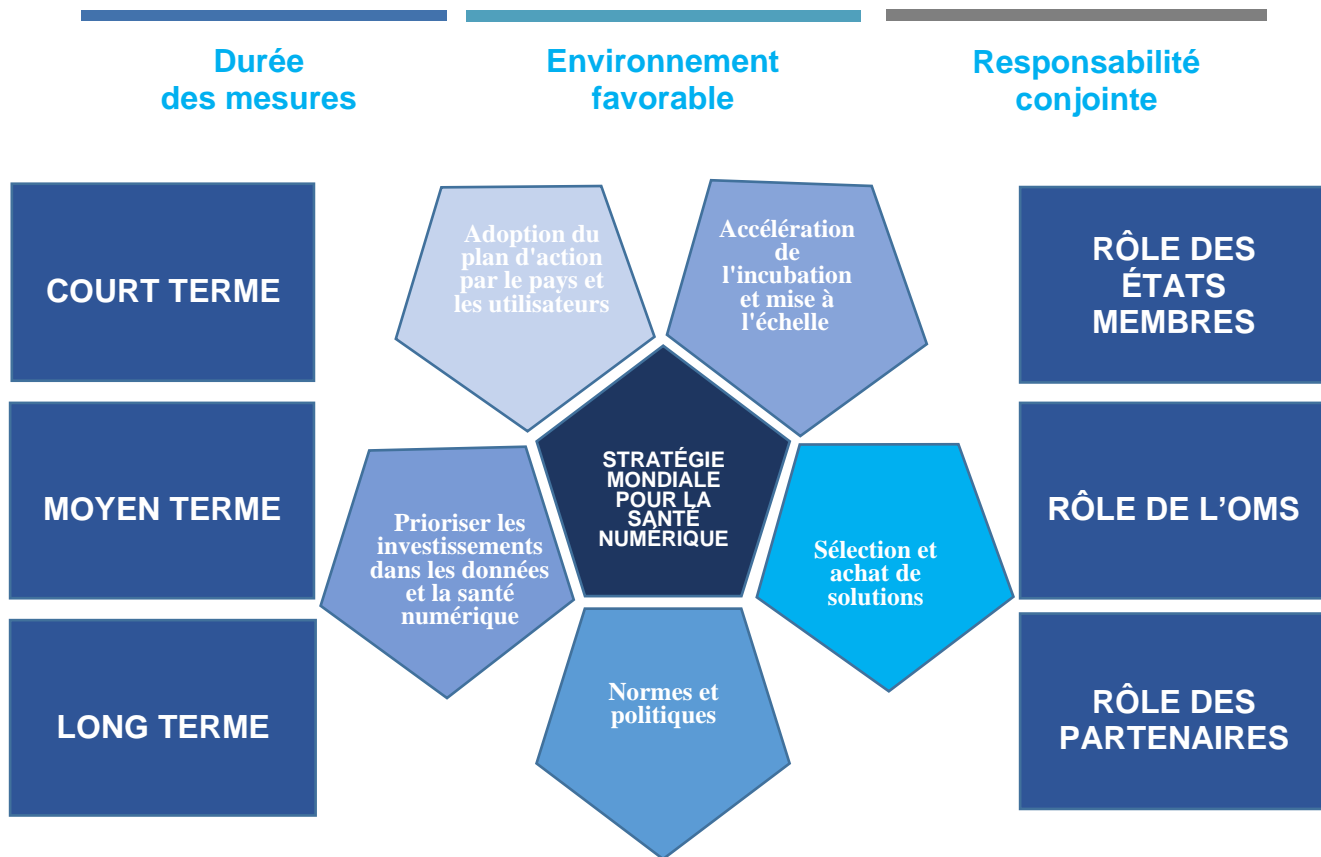 Durée
des mesures
Environnement
favorable
Responsabilité
conjointe
COURT TERME
MOYEN TERME
LONG TERME
Adoption du
plan d'action
par le pays et
les utilisateurs
Accélération
de
l'incubation
et mise à
l'échelle
STRATÉGIE
MONDIALE
POUR LA
SANTÉ
NUMÉRIQUE
Prioriser les
investissements
dans les données
et la santé
numérique
Sélection et
achat de
solutions
Normes et
politiques
RÔLE DES
ÉTATS
MEMBRES
RÔLE DE L’OMS
RÔLE DES
PARTENAIRES